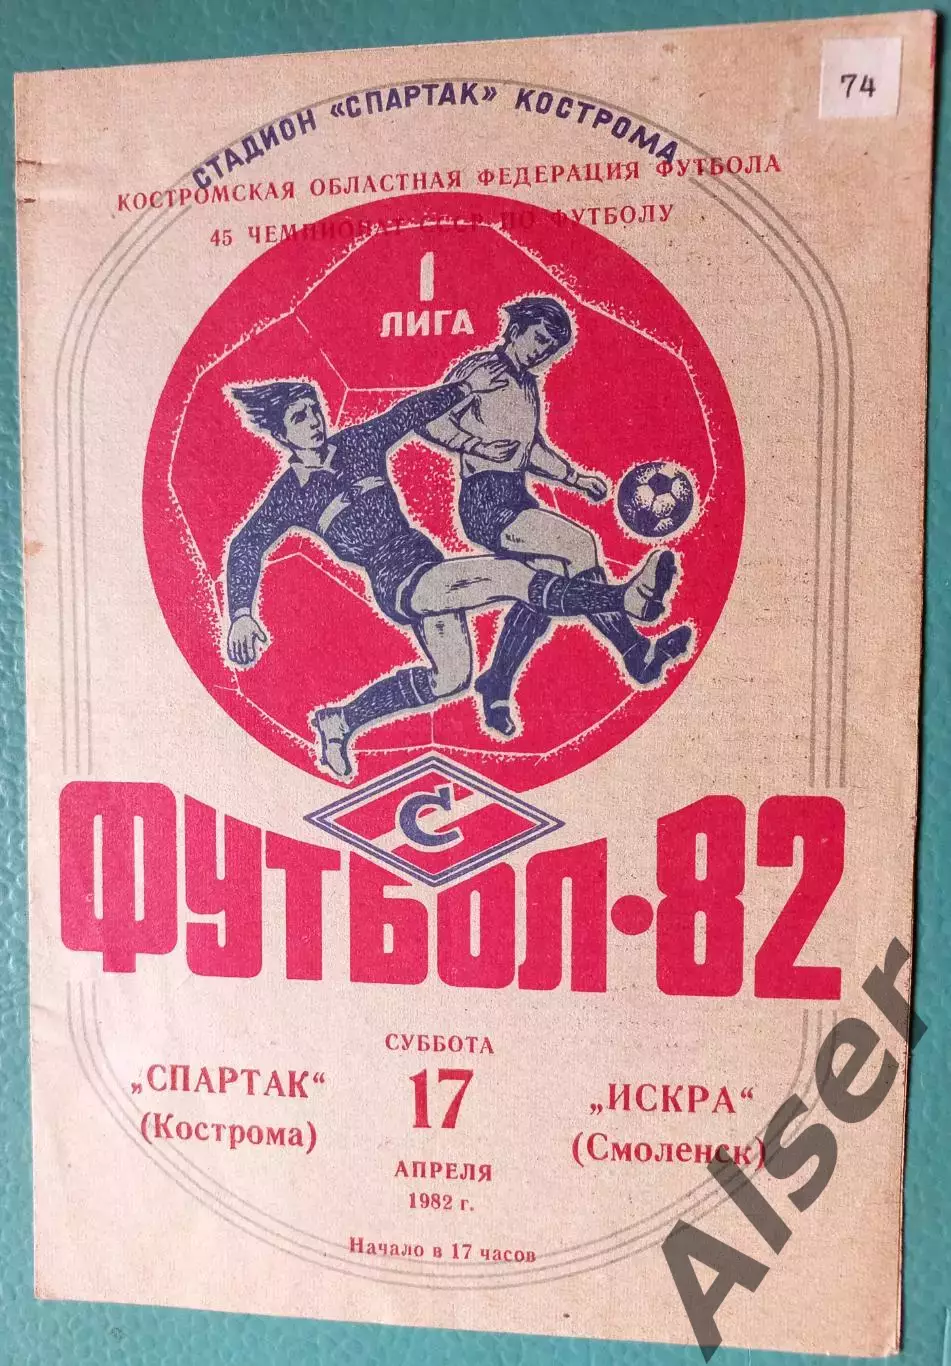 74
СТАДИОН «СПАРТАК» КОСТРОМА
КОСТРОМСКАЯ ОБЛАСТНАЯ ФЕДЕРАЦИЯ ФУТБОЛА
45 ЧЕМПИОНАТ СССР ПО ФУТБОЛУ
1
ЛИГА
С
ФУТБОЛ·82
СУББОТА
„СПАРТАК“ 17 „ИСКРА“
(Кострома) (Смоленск)
АПРЕЛЯ
1982 г.
Начало в 17 часов
Alser